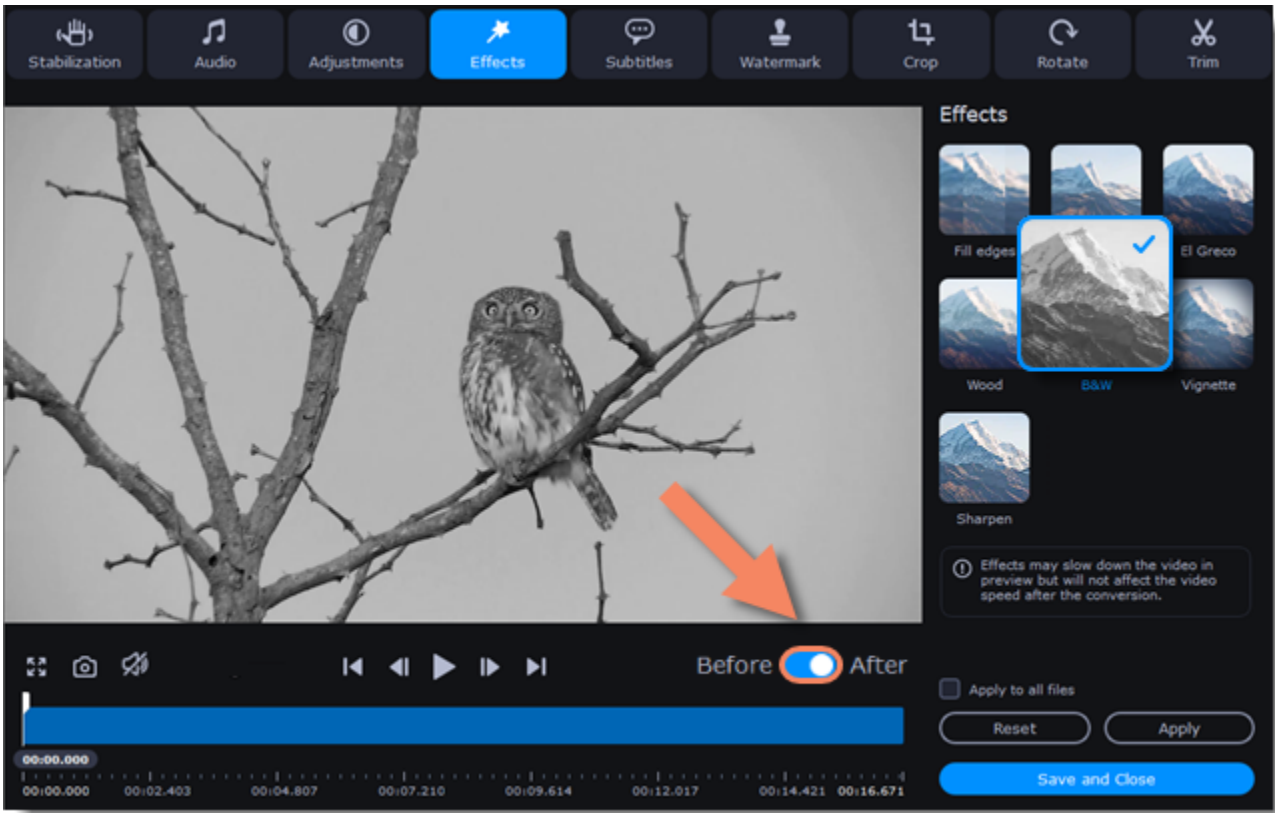 Stabilization
Audio
Adjustments
Effects
Subtitles
Watermark
Crop
Rotate
Trim
Effects
Fill edges
El Greco
Wood
B&W
Vignette
Sharpen
Effects may slow down the video in
preview but will not affect the video
speed after the conversion.
Before
After
Apply to all files
Reset
Apply
Save and Close
00:00.000
00:00.000
00:02.403
00:04.807
00:07.210
00:09.614
00:12.017
00:14.421
00:16.671